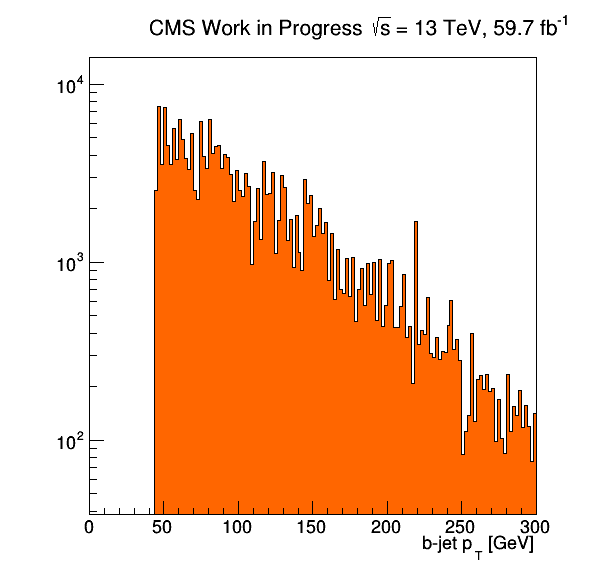 CMS Work in Progress √s = 13 TeV, 59.7 fb⁻¹
10⁴
10³
10²
0 50 100 150 200 250 300
b-jet p_T [GeV]